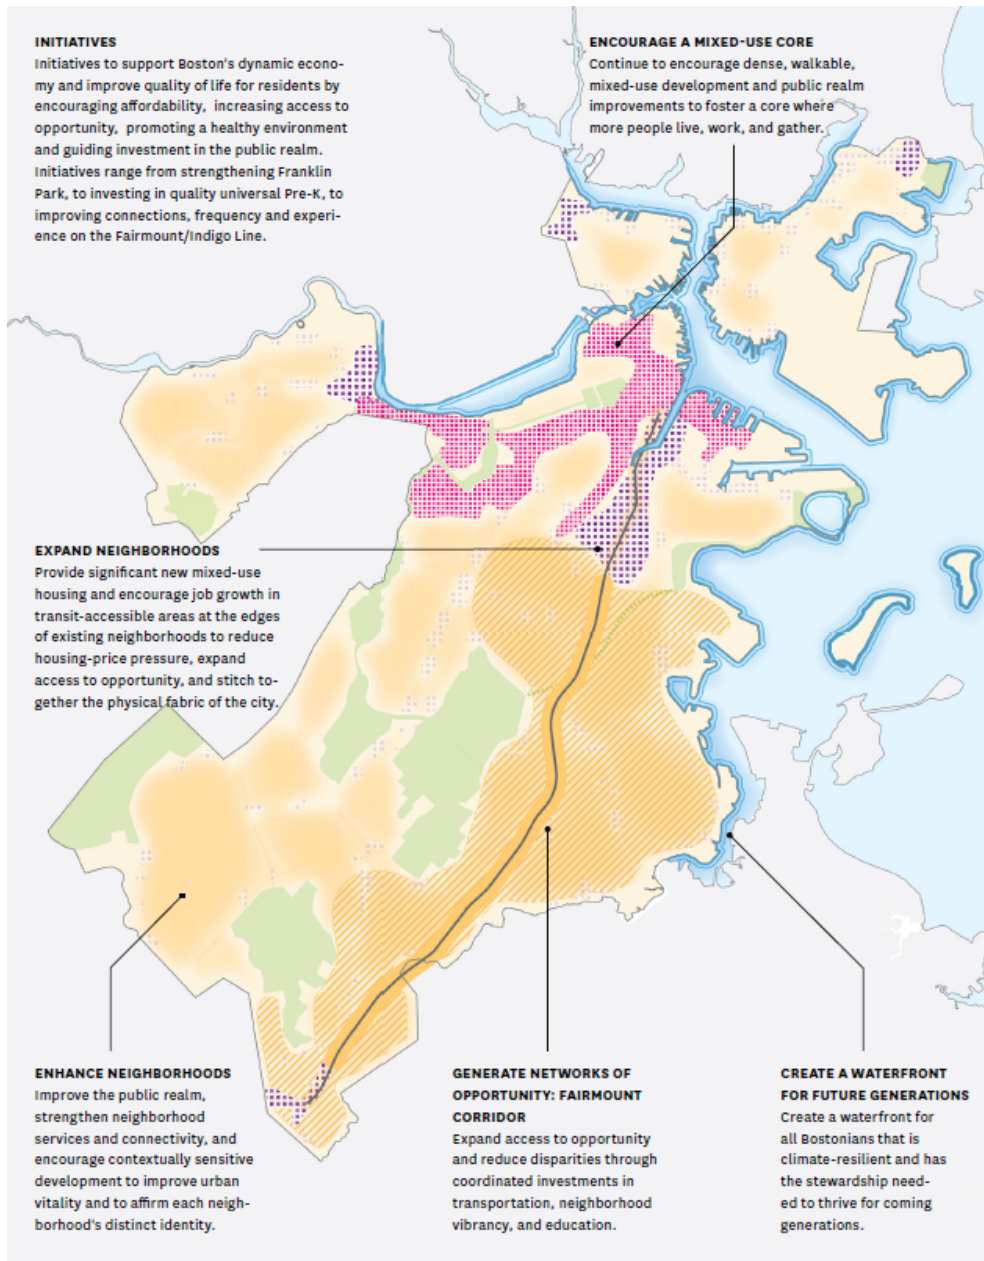 INITIATIVES
Initiatives to support Boston's dynamic econo-
my and improve quality of life for residents by
encouraging affordability, increasing access to
opportunity, promoting a healthy environment
and guiding investment in the public realm.
Initiatives range from strengthening Franklin
Park, to investing in quality universal Pre-K, to
improving connections, frequency and experi-
ence on the Fairmount/Indigo Line.
ENCOURAGE A MIXED-USE CORE
Continue to encourage dense, walkable,
mixed-use development and public realm
improvements to foster a core where
more people live, work, and gather.
EXPAND NEIGHBORHOODS
Provide significant new mixed-use
housing and encourage job growth in
transit-accessible areas at the edges
of existing neighborhoods to reduce
housing-price pressure, expand
access to opportunity, and stitch to-
gether the physical fabric of the city.
ENHANCE NEIGHBORHOODS
Improve the public realm,
strengthen neighborhood
services and connectivity, and
encourage contextually sensitive
development to improve urban
vitality and to affirm each neigh-
borhood's distinct identity.
GENERATE NETWORKS OF
OPPORTUNITY: FAIRMOUNT
CORRIDOR
Expand access to opportunity
and reduce disparities through
coordinated investments in
transportation, neighborhood
vibrancy, and education.
CREATE A WATERFRONT
FOR FUTURE GENERATIONS
Create a waterfront for
all Bostonians that is
climate-resilient and has
the stewardship need-
ed to thrive for coming
generations.